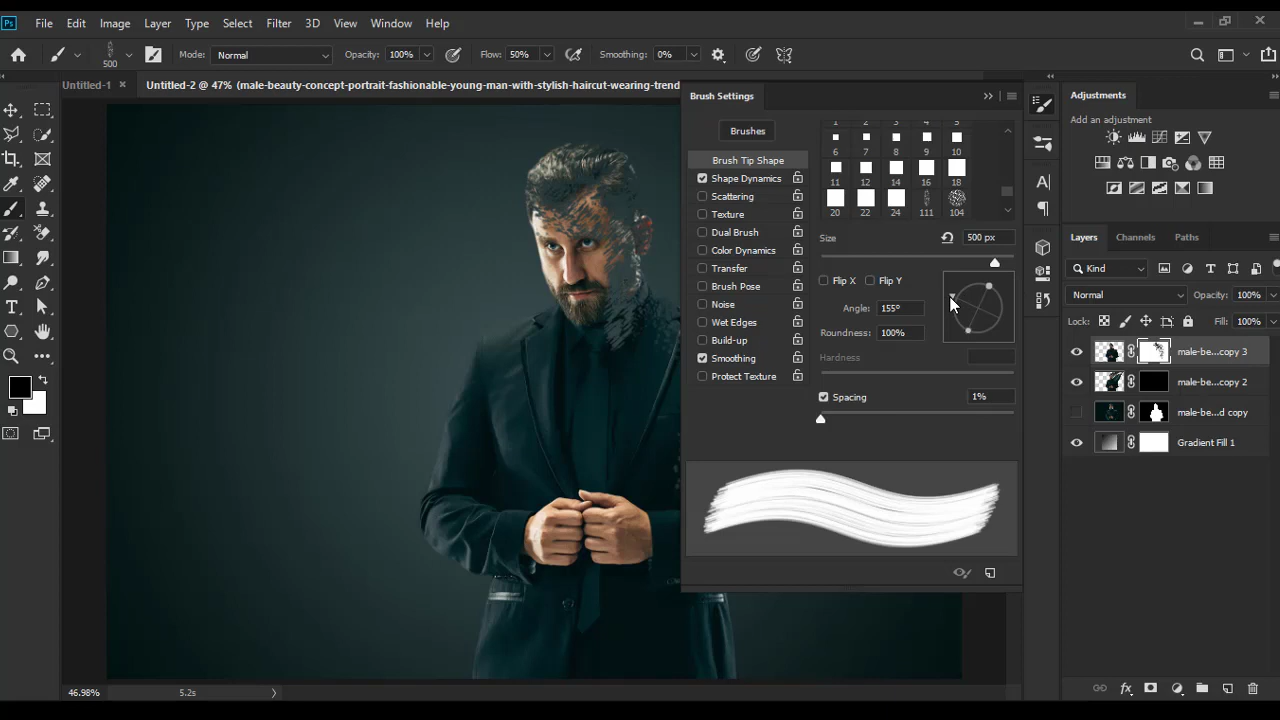 Ps File Edit Image Layer Type Select Filter 3D View Window Help
500 Mode: Normal Opacity: 100% Flow: 50% Smoothing: 0%
Untitled-1 × Untitled-2 @ 47% (male-beauty-concept-portrait-fashionable-young-man-with-stylish-haircut-wearing-trend
Brush Settings
Brushes
Brush Tip Shape
Shape Dynamics
Scattering
Texture
Dual Brush
Color Dynamics
Transfer
Brush Pose
Noise
Wet Edges
Build-up
Smoothing
Protect Texture
1 2 3 4 5
6 7 8 9 10
11 12 14 16 18
20 22 24 111 104
Size 500 px
Flip X Flip Y
Angle: 155º
Roundness: 100%
Hardness
Spacing 1%
Adjustments
Add an adjustment
Layers Channels Paths
Kind
Normal Opacity: 100%
Lock: Fill: 100%
male-be...copy 3
male-be...copy 2
male-be...d copy
Gradient Fill 1
46.98% 5.2s